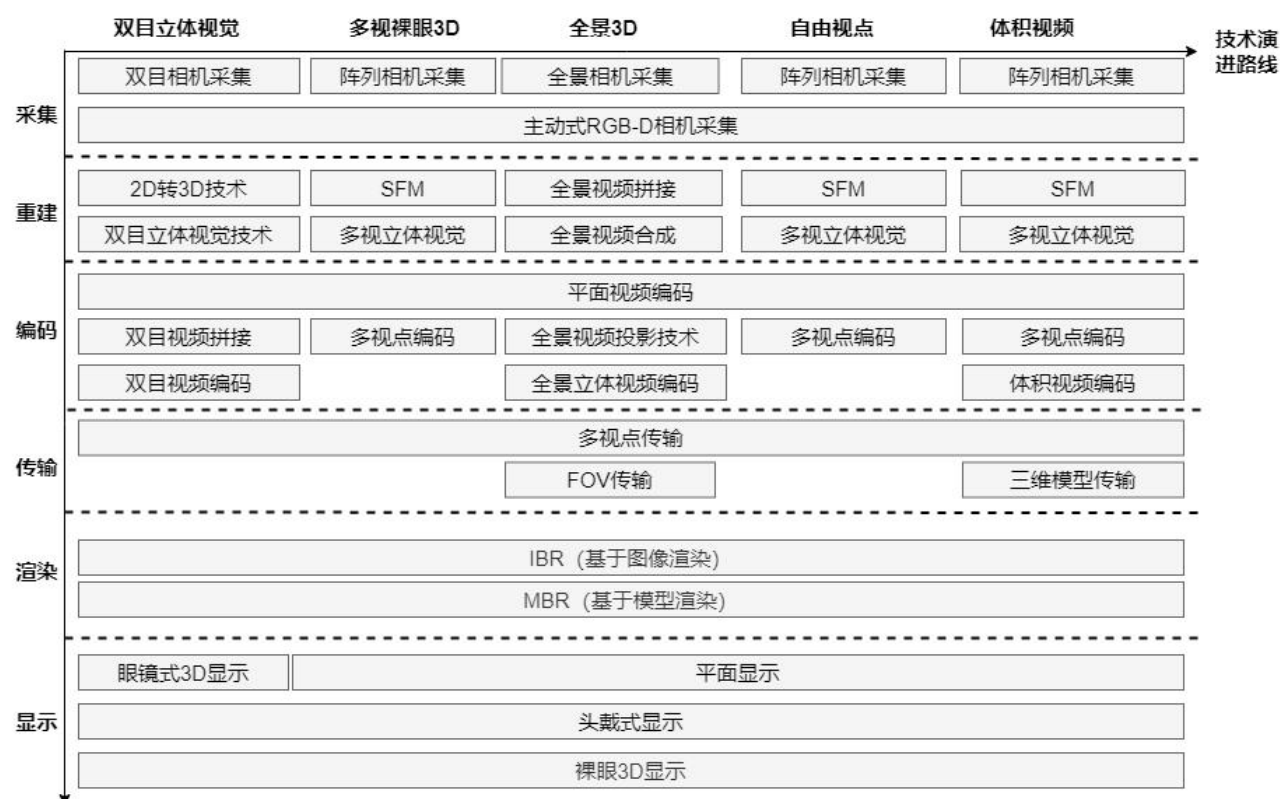 双目立体视觉
多视裸眼3D
全景3D
自由视点
体积视频
技术演
进路线
采集
双目相机采集
阵列相机采集
全景相机采集
阵列相机采集
阵列相机采集
主动式RGB-D相机采集
重建
2D转3D技术
SFM
全景视频拼接
SFM
SFM
双目立体视觉技术
多视立体视觉
全景视频合成
多视立体视觉
多视立体视觉
编码
平面视频编码
双目视频拼接
多视点编码
全景视频投影技术
多视点编码
多视点编码
双目视频编码
全景立体视频编码
体积视频编码
传输
多视点传输
FOV传输
三维模型传输
渲染
IBR (基于图像渲染)
MBR (基于模型渲染)
显示
眼镜式3D显示
平面显示
头戴式显示
裸眼3D显示